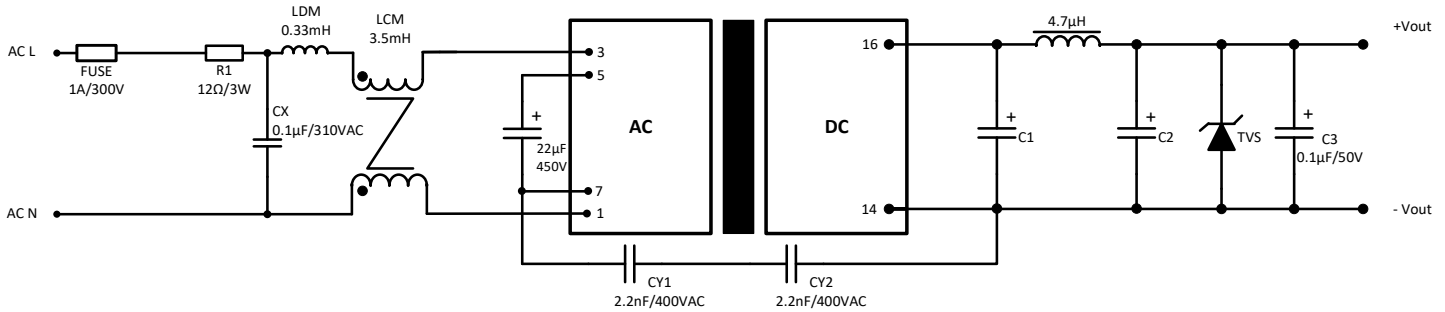 AC L
FUSE
1A/300V
R1
12Ω/3W
LDM
0.33mH
LCM
3.5mH
CX
0.1µF/310VAC
AC N
+
22µF
450V
3
5
7
1
AC
DC
16
14
CY1
2.2nF/400VAC
CY2
2.2nF/400VAC
4.7µH
+
C1
+
C2
TVS
+
C3
0.1µF/50V
+Vout
- Vout